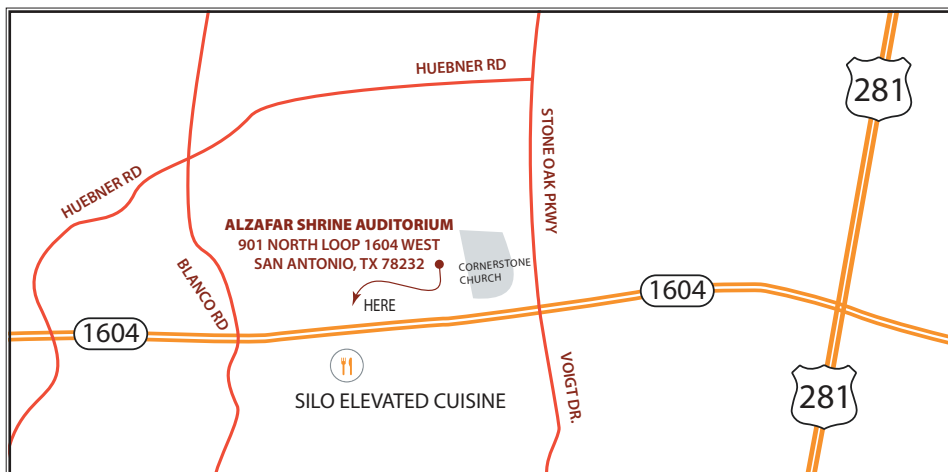 HUEBNER RD
281
STONE OAK PKWY
HUEBNER RD
ALZAFAR SHRINE AUDITORIUM
901 NORTH LOOP 1604 WEST
SAN ANTONIO, TX 78232
CORNERSTONE
CHURCH
BLANCO RD
HERE
1604
1604
SILO ELEVATED CUISINE
VOIGT DR.
281